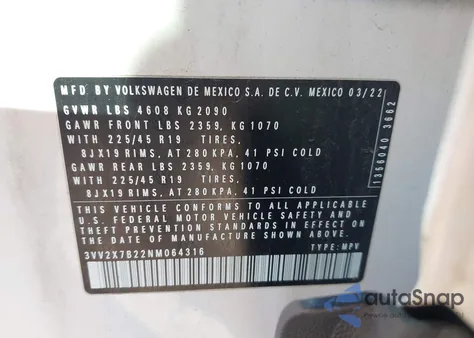 MFD BY VOLKSWAGEN DE MEXICO S.A. DE C.V. MEXICO 03/22
GVWR LBS 4608 KG 2090
GAWR FRONT LBS 2359, KG 1070
WITH 225/45 R19 TIRES,
8JX19 RIMS, AT 280 KPA, 41 PSI COLD
GAWR REAR LBS 2359, KG 1070
WITH 225/45 R19 TIRES,
8JX19 RIMS, AT 280 KPA, 41 PSI COLD
THIS VEHICLE CONFORMS TO ALL APPLICABLE
U.S. FEDERAL MOTOR VEHICLE SAFETY AND
THEFT PREVENTION STANDARDS IN EFFECT ON
THE DATE OF MANUFACTURE SHOWN ABOVE.
3VV2X7B22NM064316 TYPE: MPV
1356040 3662
autoSnap